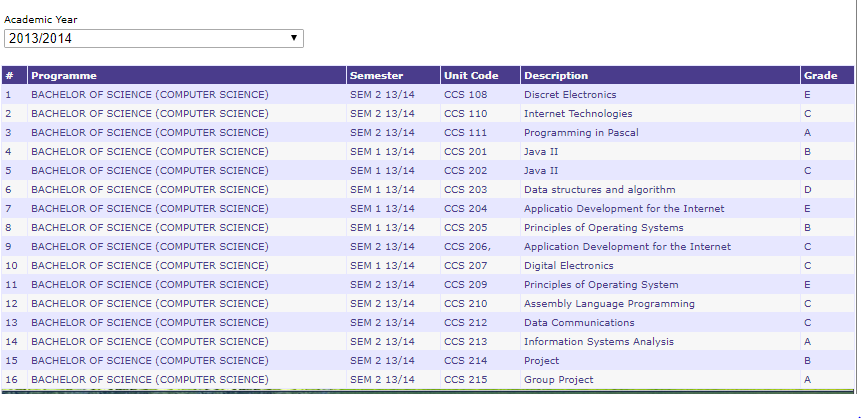 Academic Year
2013/2014
# Programme Semester Unit Code Description Grade
1 BACHELOR OF SCIENCE (COMPUTER SCIENCE) SEM 2 13/14 CCS 108 Discret Electronics E
2 BACHELOR OF SCIENCE (COMPUTER SCIENCE) SEM 2 13/14 CCS 110 Internet Technologies C
3 BACHELOR OF SCIENCE (COMPUTER SCIENCE) SEM 2 13/14 CCS 111 Programming in Pascal A
4 BACHELOR OF SCIENCE (COMPUTER SCIENCE) SEM 1 13/14 CCS 201 Java II B
5 BACHELOR OF SCIENCE (COMPUTER SCIENCE) SEM 1 13/14 CCS 202 Java II C
6 BACHELOR OF SCIENCE (COMPUTER SCIENCE) SEM 1 13/14 CCS 203 Data structures and algorithm D
7 BACHELOR OF SCIENCE (COMPUTER SCIENCE) SEM 1 13/14 CCS 204 Applicatio Development for the Internet E
8 BACHELOR OF SCIENCE (COMPUTER SCIENCE) SEM 1 13/14 CCS 205 Principles of Operating Systems B
9 BACHELOR OF SCIENCE (COMPUTER SCIENCE) SEM 2 13/14 CCS 206, Application Development for the Internet C
10 BACHELOR OF SCIENCE (COMPUTER SCIENCE) SEM 1 13/14 CCS 207 Digital Electronics C
11 BACHELOR OF SCIENCE (COMPUTER SCIENCE) SEM 2 13/14 CCS 209 Principles of Operating System E
12 BACHELOR OF SCIENCE (COMPUTER SCIENCE) SEM 2 13/14 CCS 210 Assembly Language Programming C
13 BACHELOR OF SCIENCE (COMPUTER SCIENCE) SEM 2 13/14 CCS 212 Data Communications C
14 BACHELOR OF SCIENCE (COMPUTER SCIENCE) SEM 2 13/14 CCS 213 Information Systems Analysis A
15 BACHELOR OF SCIENCE (COMPUTER SCIENCE) SEM 2 13/14 CCS 214 Project B
16 BACHELOR OF SCIENCE (COMPUTER SCIENCE) SEM 2 13/14 CCS 215 Group Project A